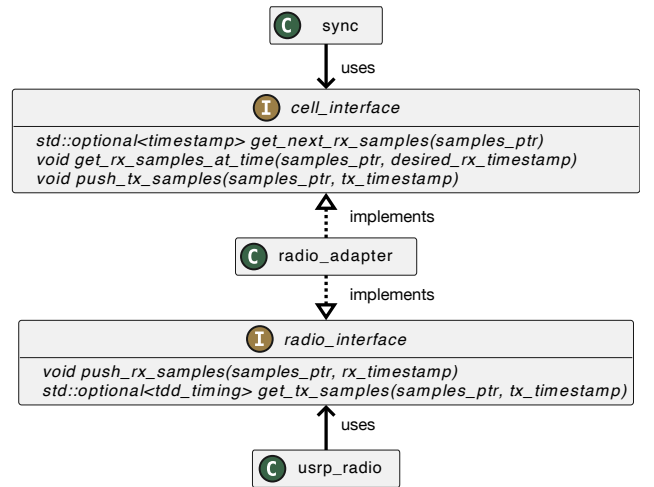 C sync
uses
I cell_interface
std::optional<timestamp> get_next_rx_samples(samples_ptr)
void get_rx_samples_at_time(samples_ptr, desired_rx_timestamp)
void push_tx_samples(samples_ptr, tx_timestamp)
implements
C radio_adapter
implements
I radio_interface
void push_rx_samples(samples_ptr, rx_timestamp)
std::optional<tdd_timing> get_tx_samples(samples_ptr, tx_timestamp)
uses
C usrp_radio